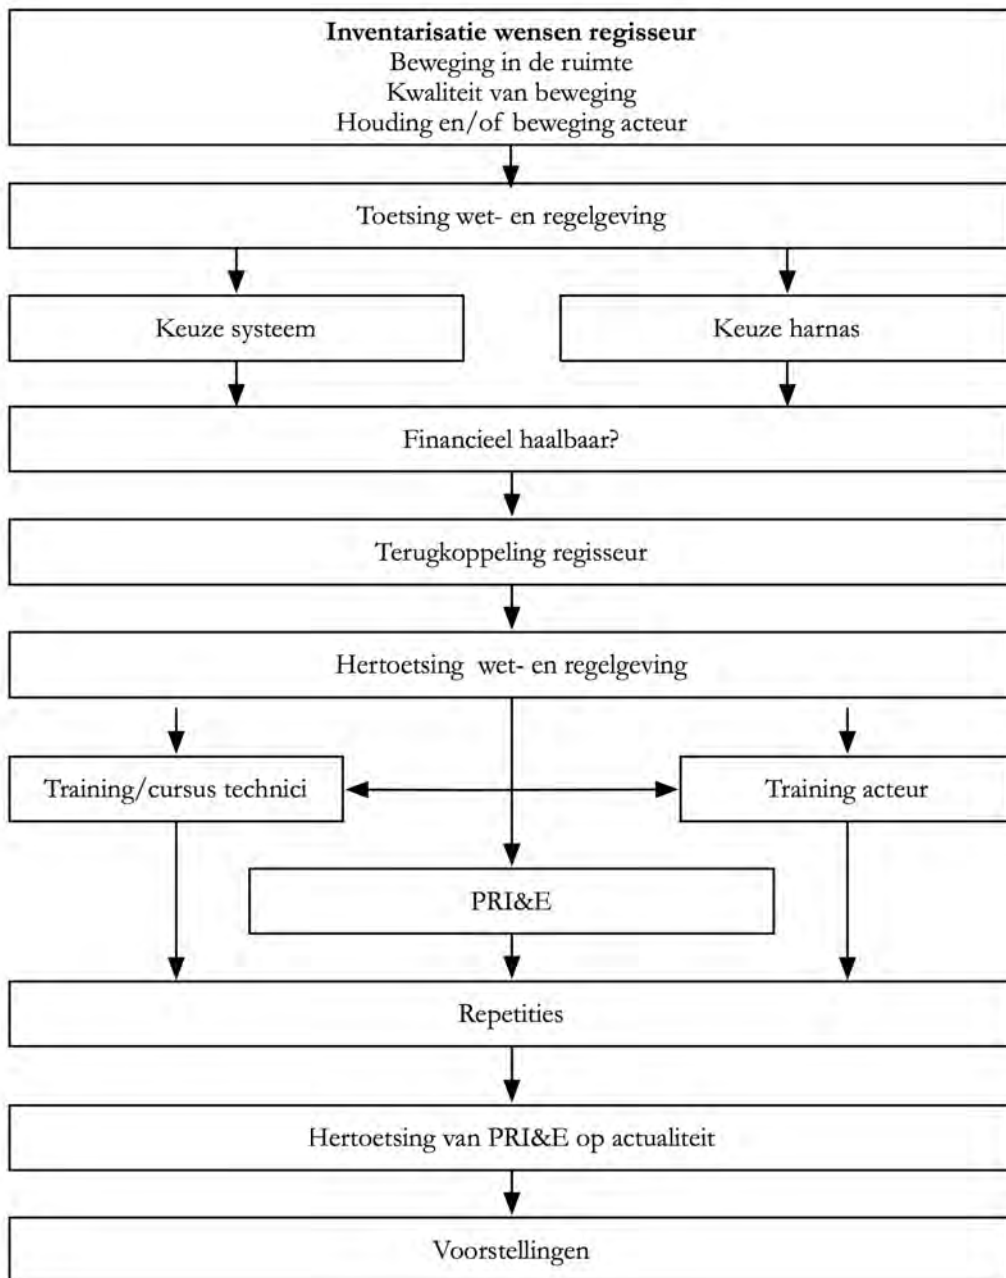 Inventarisatie wensen regisseur
Beweging in de ruimte
Kwaliteit van beweging
Houding en/of beweging acteur
Toetsing wet- en regelgeving
Keuze systeem
Keuze harnas
Financieel haalbaar?
Terugkoppeling regisseur
Hertoetsing wet- en regelgeving
Training/cursus technici
Training acteur
PRI&E
Repetities
Hertoetsing van PRI&E op actualiteit
Voorstellingen